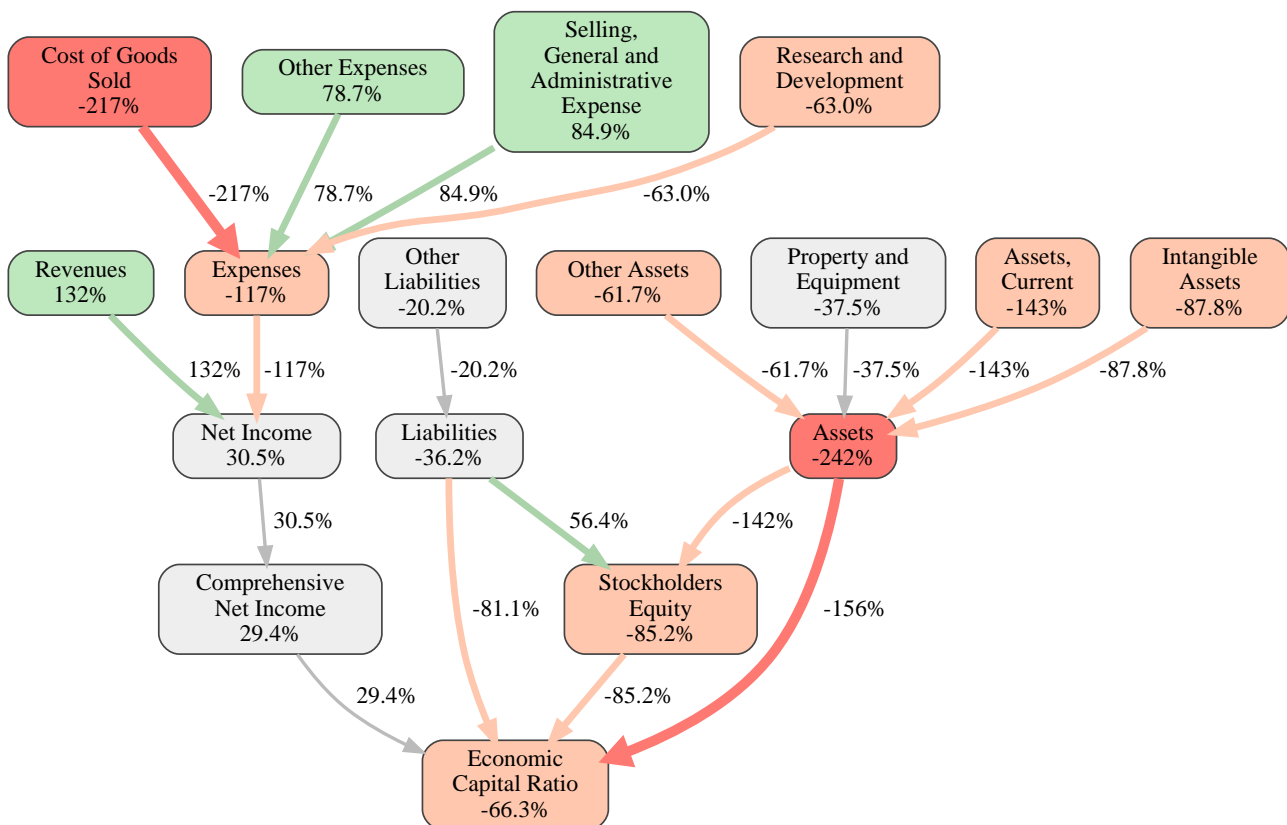 Cost of Goods
Sold
-217%
Other Expenses
78.7%
Selling,
General and
Administrative
Expense
84.9%
Research and
Development
-63.0%
-217%
78.7%
84.9%
-63.0%
Revenues
132%
Expenses
-117%
Other
Liabilities
-20.2%
Other Assets
-61.7%
Property and
Equipment
-37.5%
Assets,
Current
-143%
Intangible
Assets
-87.8%
132%
-117%
-20.2%
-61.7%
-37.5%
-143%
-87.8%
Net Income
30.5%
Liabilities
-36.2%
Assets
-242%
30.5%
56.4%
-142%
Comprehensive
Net Income
29.4%
-81.1%
Stockholders
Equity
-85.2%
-156%
29.4%
-85.2%
Economic
Capital Ratio
-66.3%